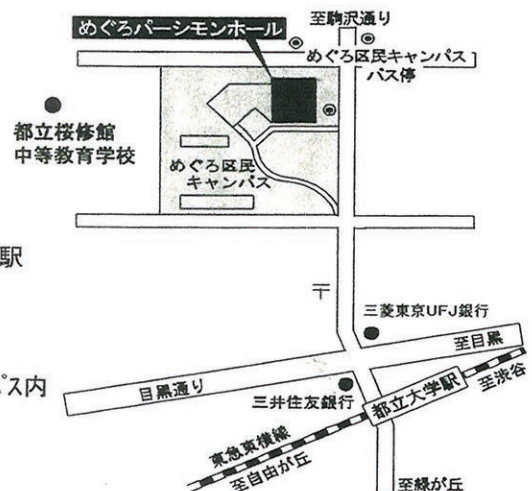 至駒沢通り
めぐろパーシモンホール
めぐろ区民キャンパス
バス停
都立桜修館
中等教育学校
めぐろ区民
キャンパス
駅
〒
三菱東京UFJ銀行
至目黒
パス内
目黒通り
三井住友銀行
都立大学駅
至渋谷
東急東横線
至自由が丘
至緑が丘